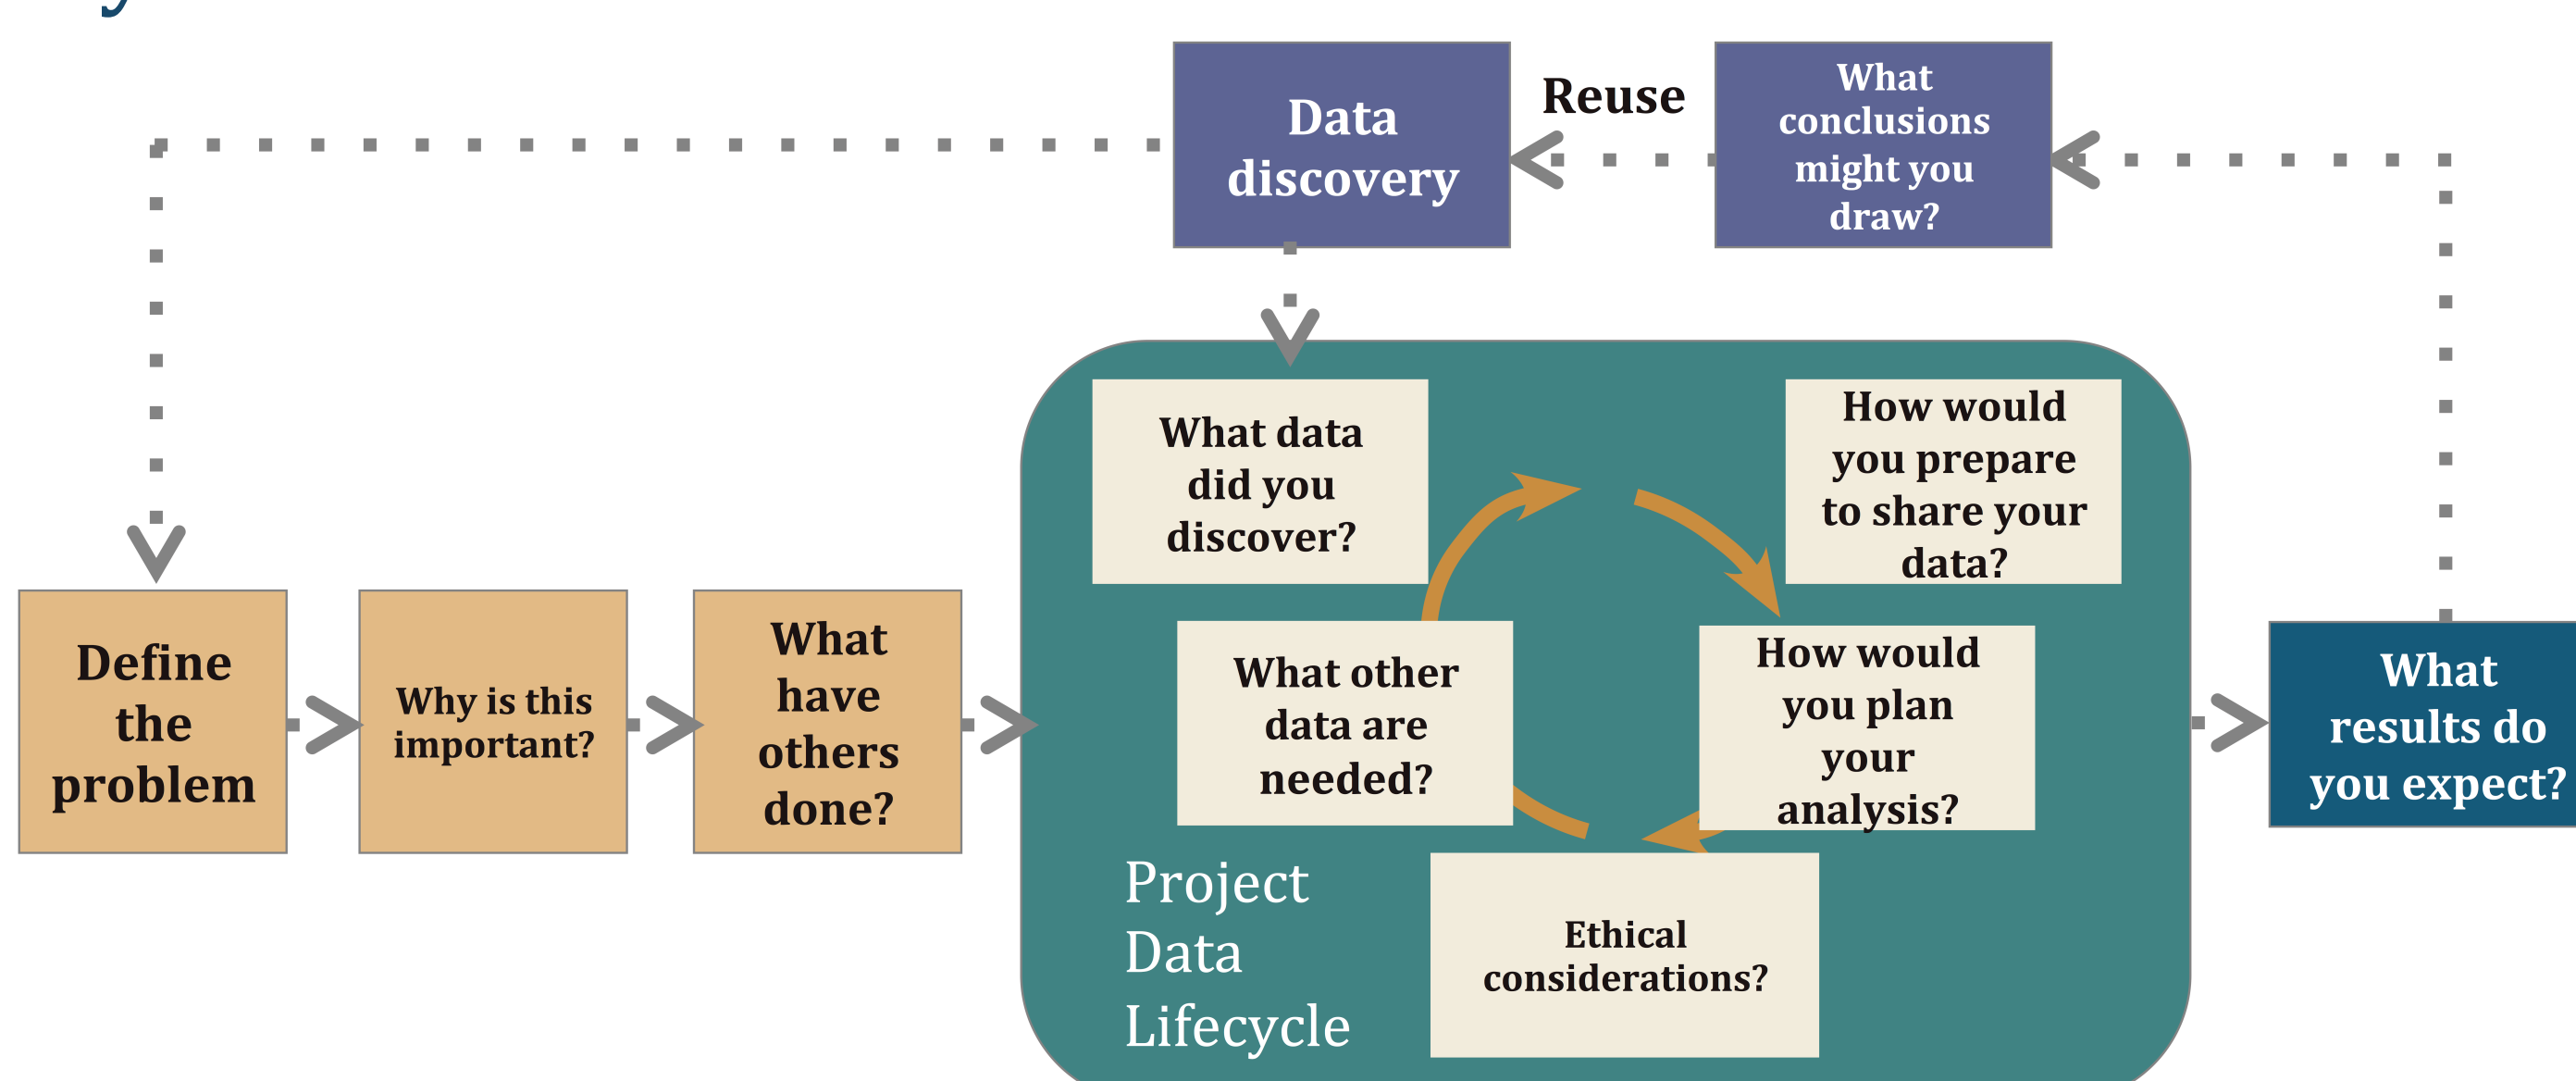 Data
discovery
Reuse
What
conclusions
might you
draw?
What data
did you
discover?
How would
you prepare
to share your
data?
Define
the
problem
Why is this
important?
What
have
others
done?
What other
data are
needed?
How would
you plan
your
analysis?
What
results do
you expect?
Project
Data
Lifecycle
Ethical
considerations?